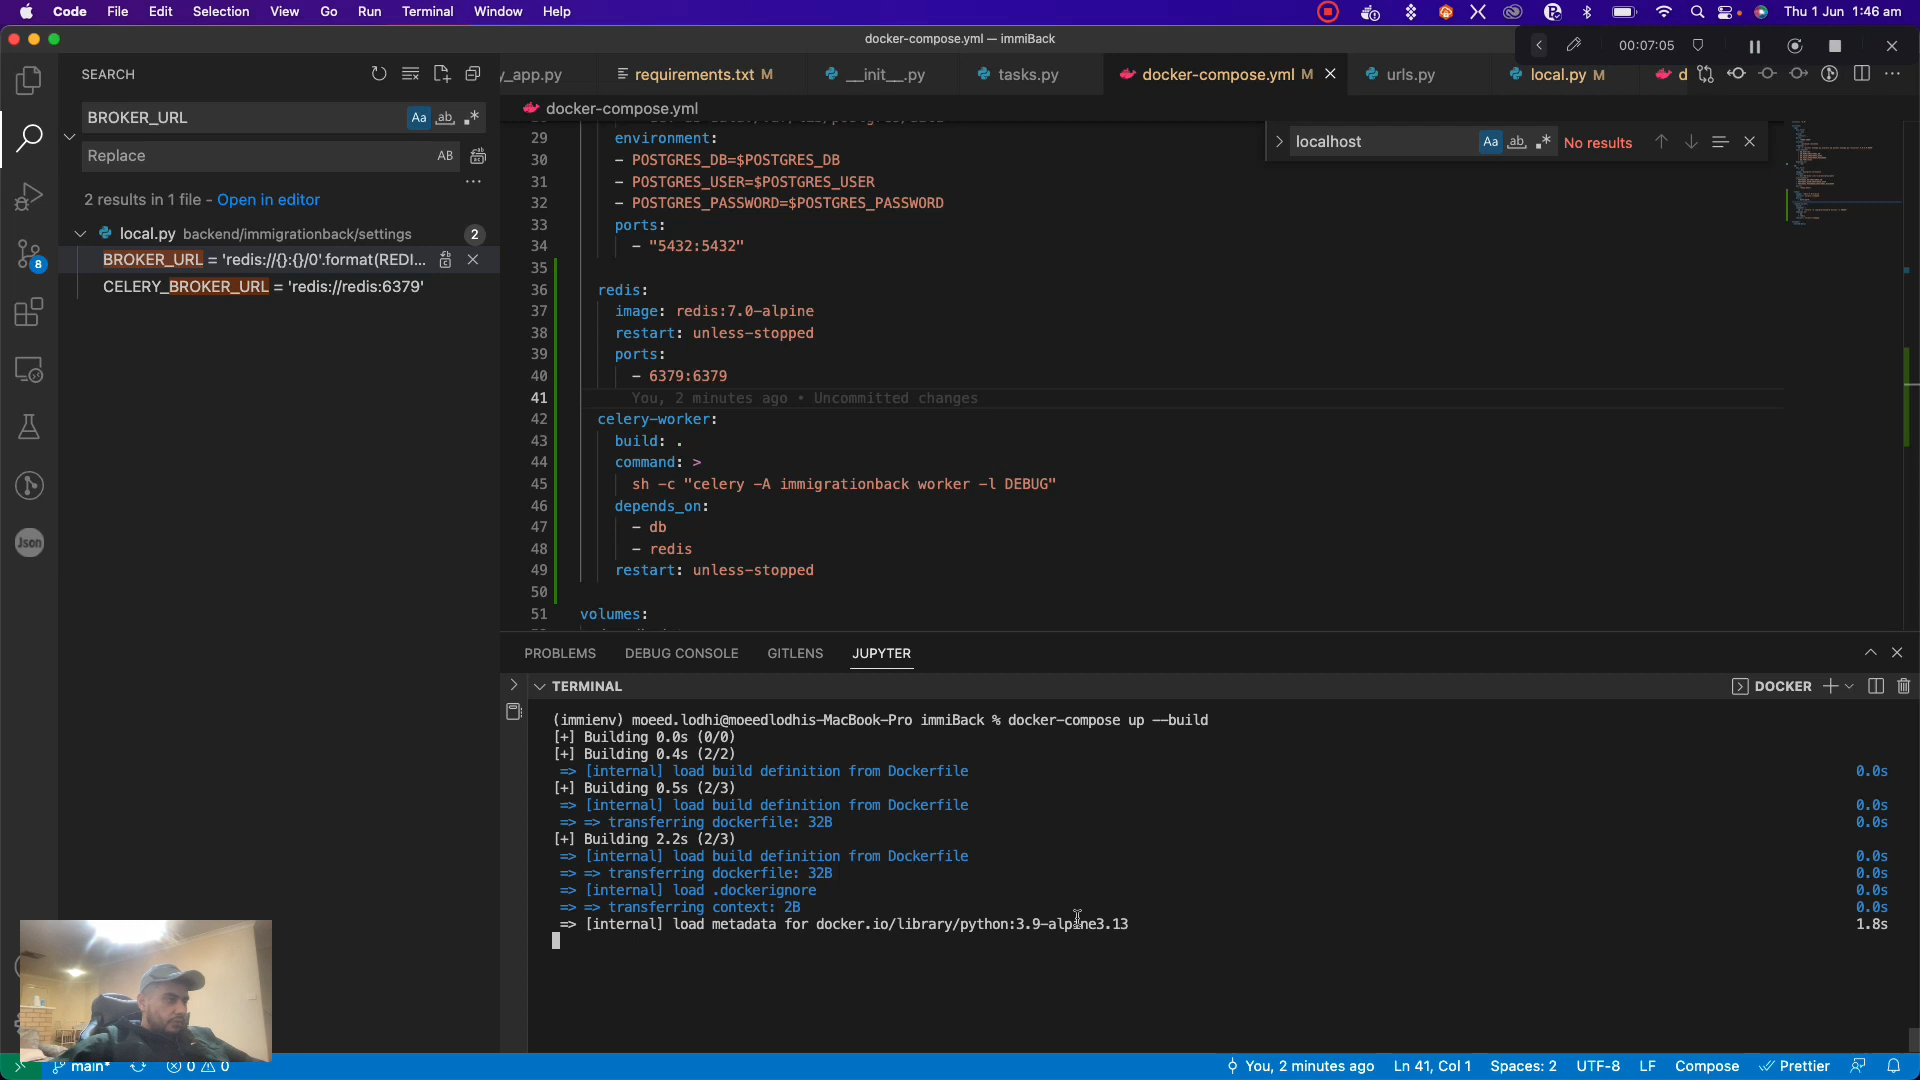 Code File Edit Selection View Go Run Terminal Window Help Thu 1 Jun 1:46 am
docker-compose.yml — immiBack
00:07:05
SEARCH
y_app.py requirements.txt M __init__.py tasks.py docker-compose.yml M urls.py local.py M d
BROKER_URL Aa ab
docker-compose.yml
Replace AB
localhost Aa ab No results
2 results in 1 file - Open in editor
local.py backend/immigrationback/settings 2
BROKER_URL = 'redis://{}:{}/0'.format(REDI...
CELERY_BROKER_URL = 'redis://redis:6379'
8
Json
29 environment:
30 - POSTGRES_DB=$POSTGRES_DB
31 - POSTGRES_USER=$POSTGRES_USER
32 - POSTGRES_PASSWORD=$POSTGRES_PASSWORD
33 ports:
34 - "5432:5432"
35
36 redis:
37 image: redis:7.0-alpine
38 restart: unless-stopped
39 ports:
40 - 6379:6379
41 You, 2 minutes ago • Uncommitted changes
42 celery-worker:
43 build: .
44 command: >
45 sh -c "celery -A immigrationback worker -l DEBUG"
46 depends_on:
47 - db
48 - redis
49 restart: unless-stopped
50
51 volumes:
PROBLEMS DEBUG CONSOLE GITLENS JUPYTER
TERMINAL DOCKER
(immienv) moeed.lodhi@moeedlodhis-MacBook-Pro immiBack % docker-compose up --build
[+] Building 0.0s (0/0)
[+] Building 0.4s (2/2)
=> [internal] load build definition from Dockerfile 0.0s
[+] Building 0.5s (2/3)
=> [internal] load build definition from Dockerfile 0.0s
=> => transferring dockerfile: 32B 0.0s
[+] Building 2.2s (2/3)
=> [internal] load build definition from Dockerfile 0.0s
=> => transferring dockerfile: 32B 0.0s
=> [internal] load .dockerignore 0.0s
=> => transferring context: 2B 0.0s
=> [internal] load metadata for docker.io/library/python:3.9-alpine3.13 1.8s
main* 0 0 You, 2 minutes ago Ln 41, Col 1 Spaces: 2 UTF-8 LF Compose Prettier